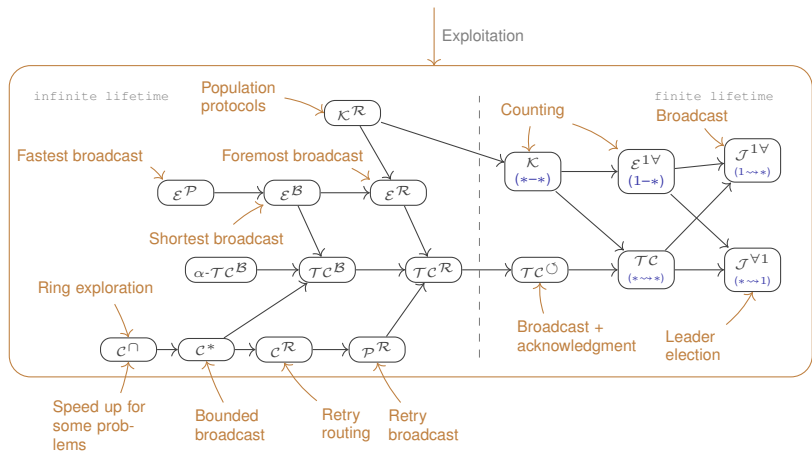 Exploitation
infinite lifetime
finite lifetime
Population
protocols
Counting
Broadcast
𝒦^ℛ
𝒦
(*−*)
ℰ^1∀
(1−*)
𝒥^1∀
(1⇝*)
Fastest broadcast
Foremost broadcast
ℰ^𝒫
ℰ^ℬ
ℰ^ℛ
Shortest broadcast
α-𝒯𝒞^ℬ
𝒯𝒞^ℬ
𝒯𝒞^ℛ
𝒯𝒞^↺
𝒯𝒞
(*⇝*)
𝒥^∀1
(*⇝1)
Ring exploration
Broadcast +
acknowledgment
Leader
election
𝒞^∩
𝒞^*
𝒞^ℛ
𝒫^ℛ
Speed up for
some prob-
lems
Bounded
broadcast
Retry
routing
Retry
broadcast